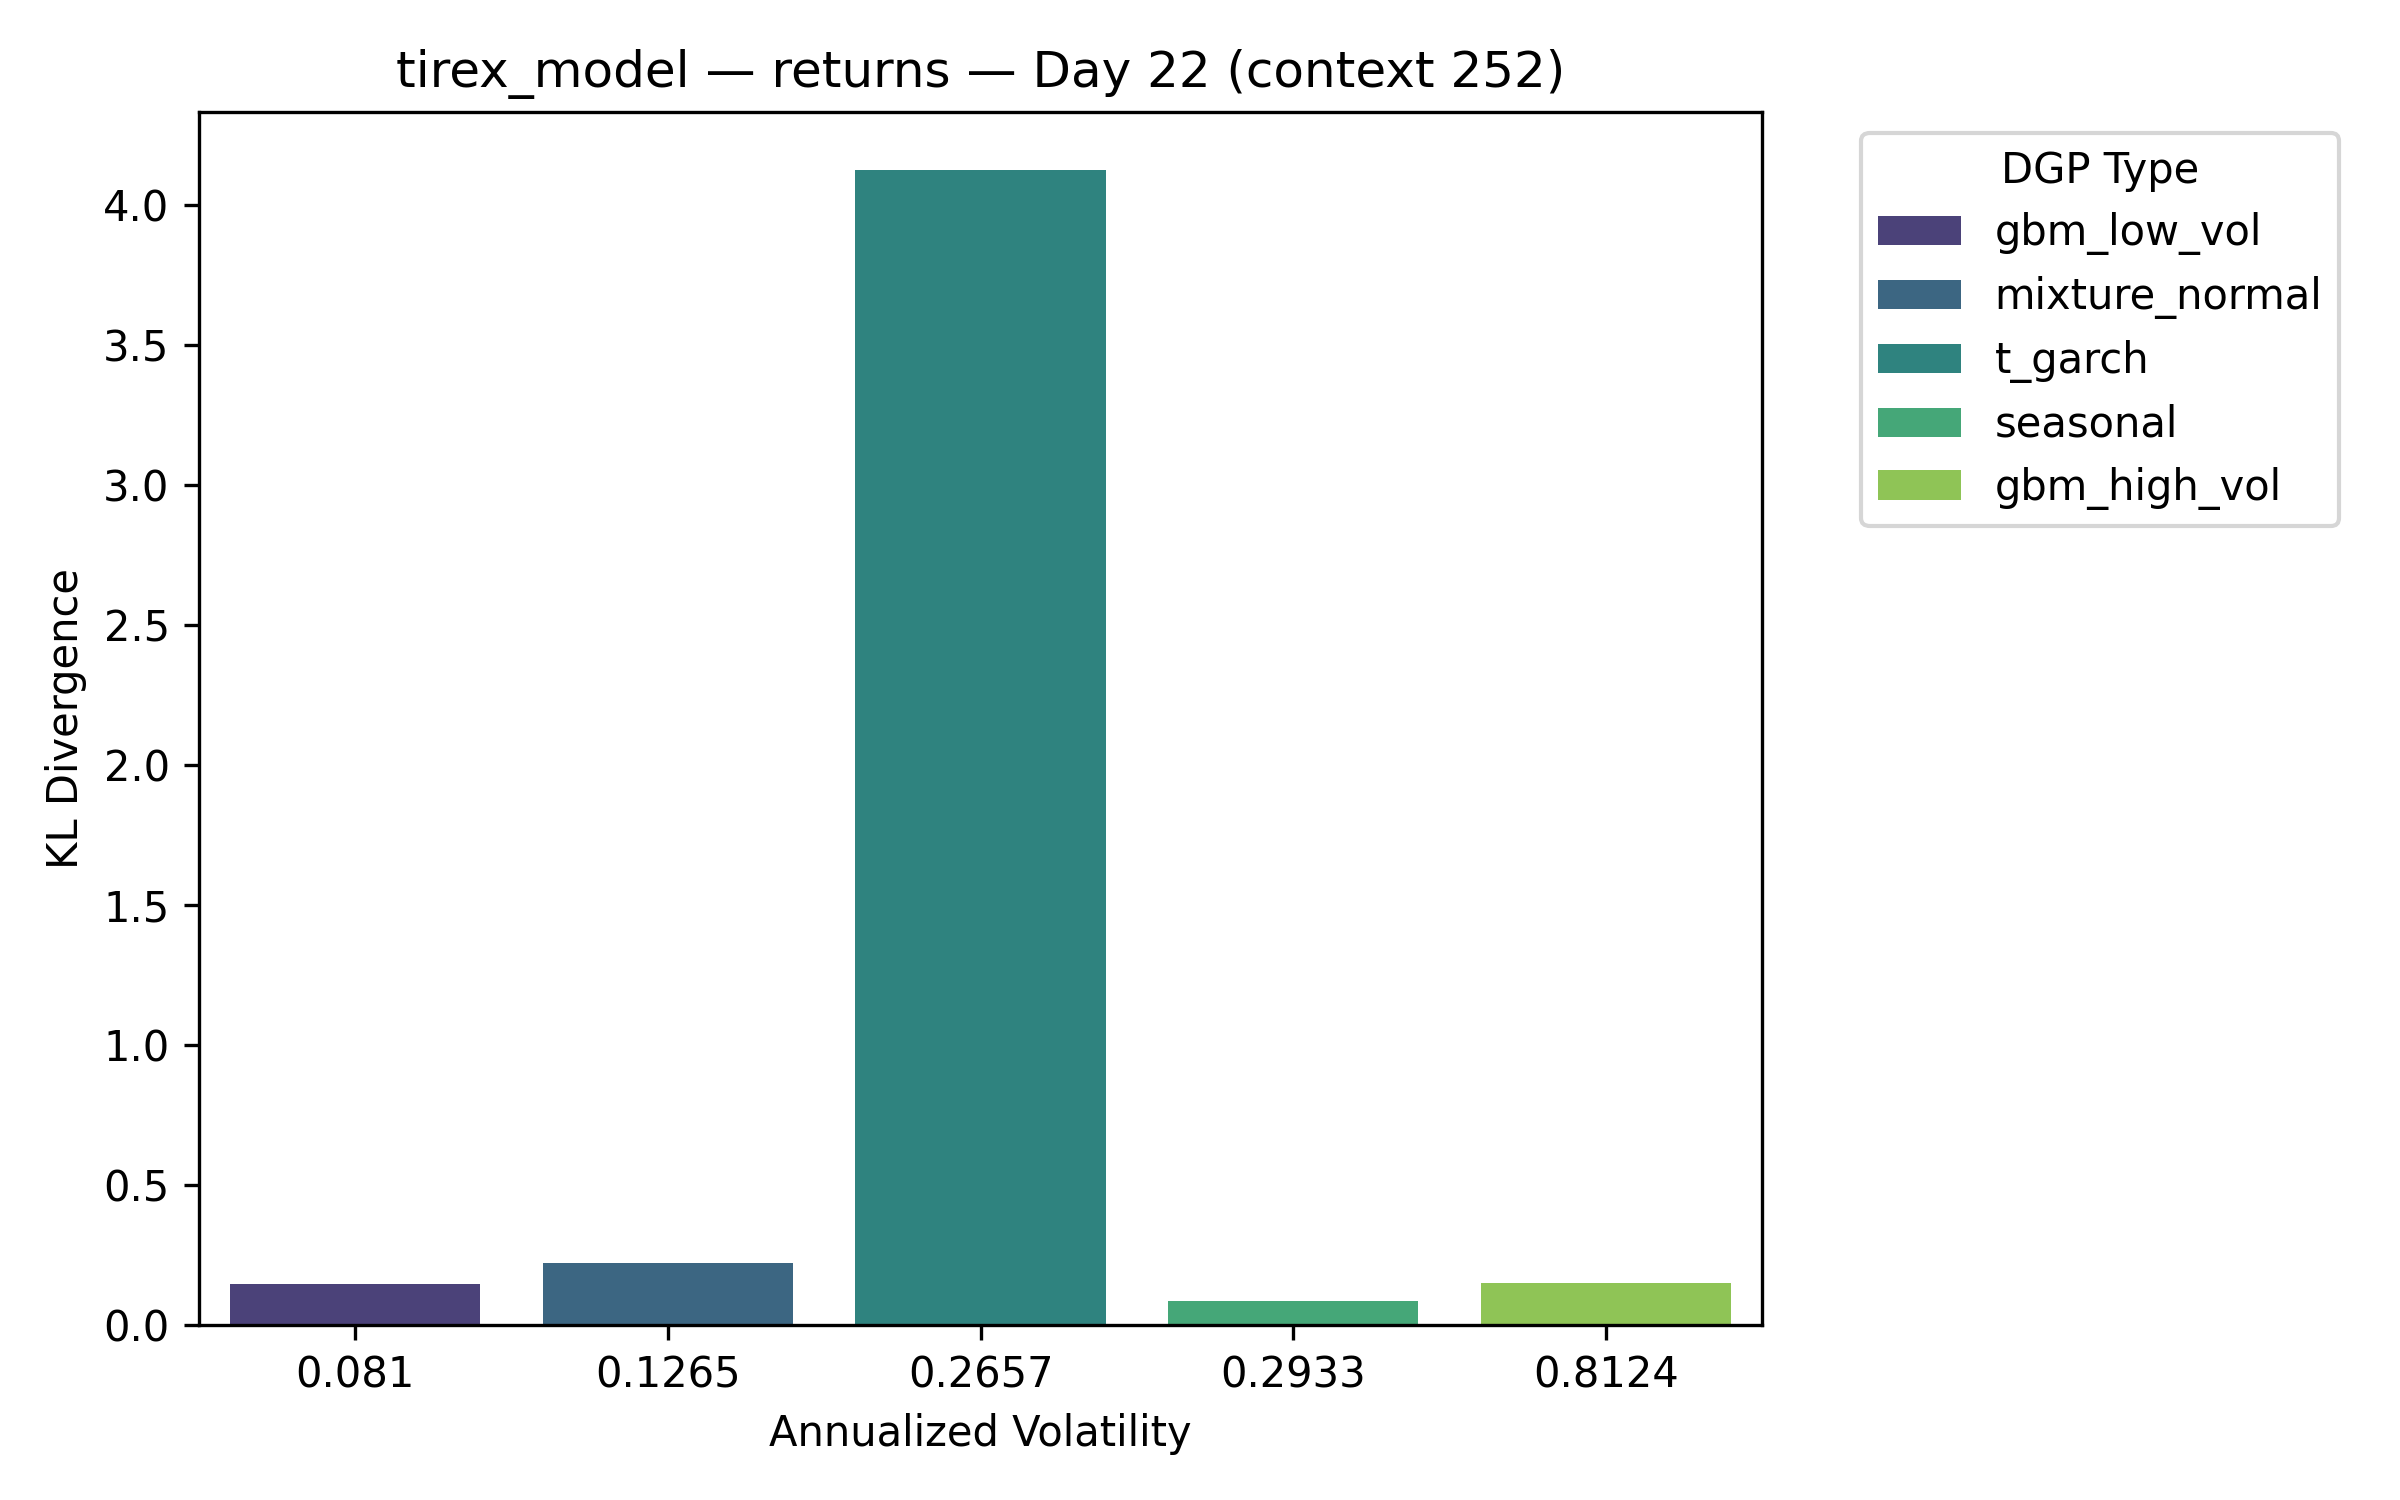 tirex_model — returns — Day 22 (context 252)
KL Divergence
4.0
3.5
3.0
2.5
2.0
1.5
1.0
0.5
0.0
0.081 0.1265 0.2657 0.2933 0.8124
Annualized Volatility
DGP Type
gbm_low_vol
mixture_normal
t_garch
seasonal
gbm_high_vol